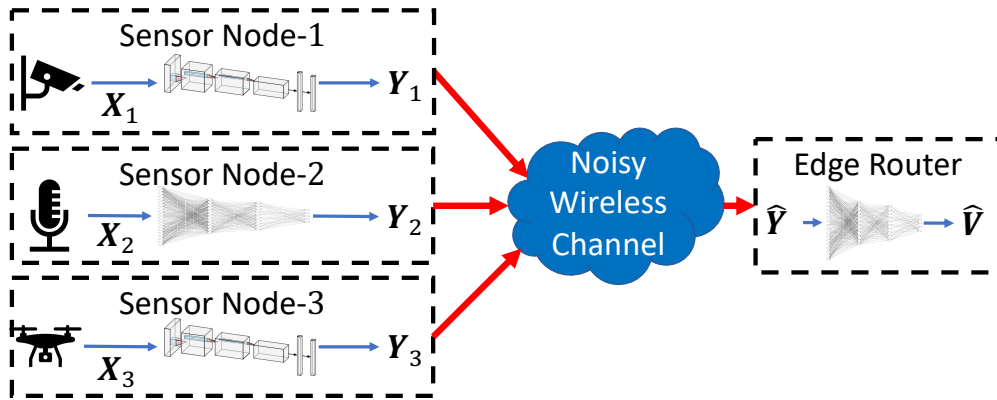 Sensor Node-1
X₁
Y₁
Sensor Node-2
X₂
Y₂
Sensor Node-3
X₃
Y₃
Noisy
Wireless
Channel
Edge Router
Ŷ
V̂